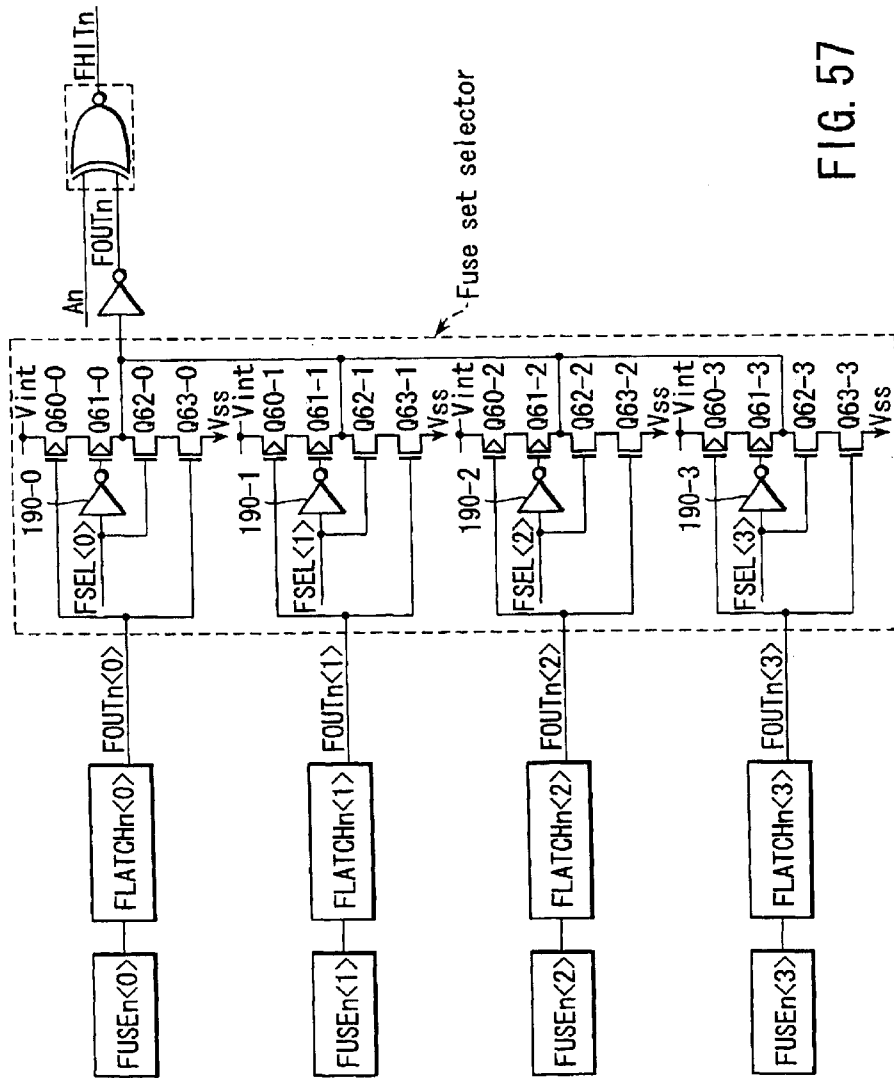 FUSEn<0>
FLATCHn<0>
FOUTn<0>
FSEL<0>
190-0
Vint
Q60-0
Q61-0
Q62-0
Q63-0
Vss
FUSEn<1>
FLATCHn<1>
FOUTn<1>
FSEL<1>
190-1
Vint
Q60-1
Q61-1
Q62-1
Q63-1
Vss
FUSEn<2>
FLATCHn<2>
FOUTn<2>
FSEL<2>
190-2
Vint
Q60-2
Q61-2
Q62-2
Q63-2
Vss
FUSEn<3>
FLATCHn<3>
FOUTn<3>
FSEL<3>
190-3
Vint
Q60-3
Q61-3
Q62-3
Q63-3
Vss
An
FOUTn
FHITn
Fuse set selector
FIG. 57